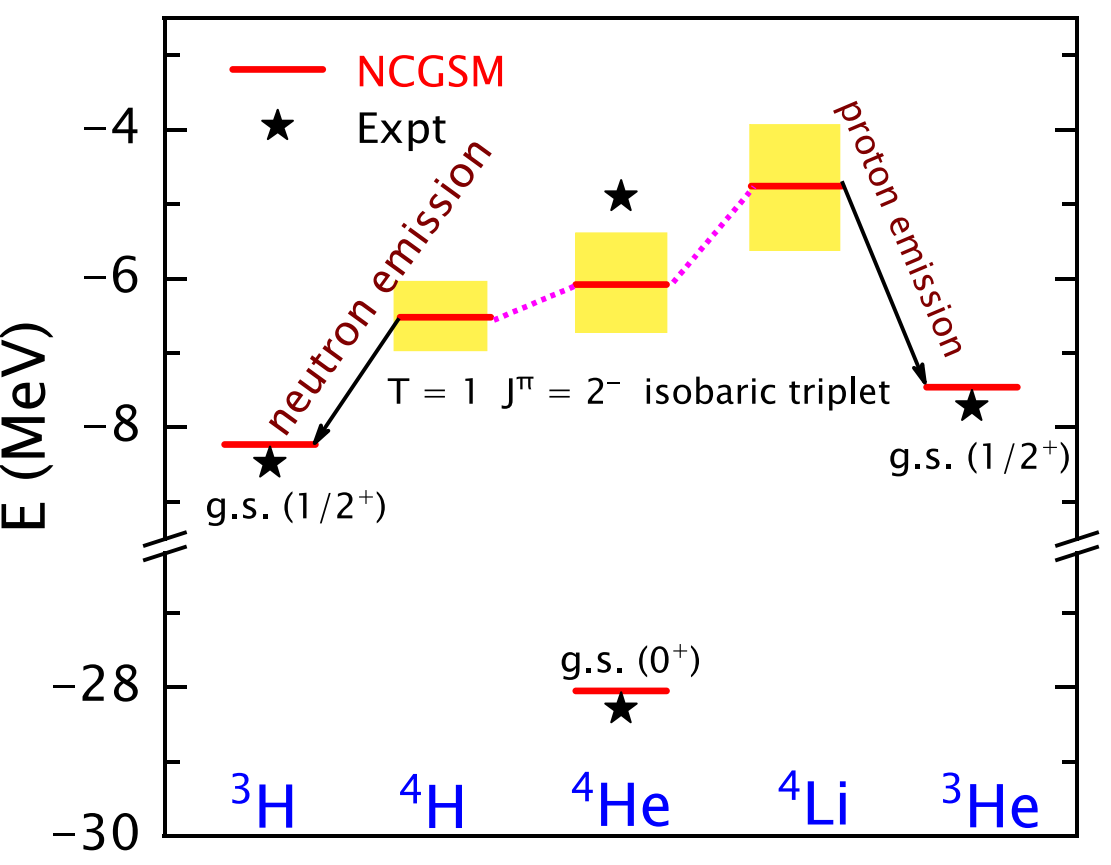 NCGSM
Expt
neutron emission
proton emission
E (MeV)
−4
−6
−8
−28
−30
T = 1 J^π = 2⁻ isobaric triplet
g.s. (1/2⁺)
g.s. (1/2⁺)
g.s. (0⁺)
³H ⁴H ⁴He ⁴Li ³He